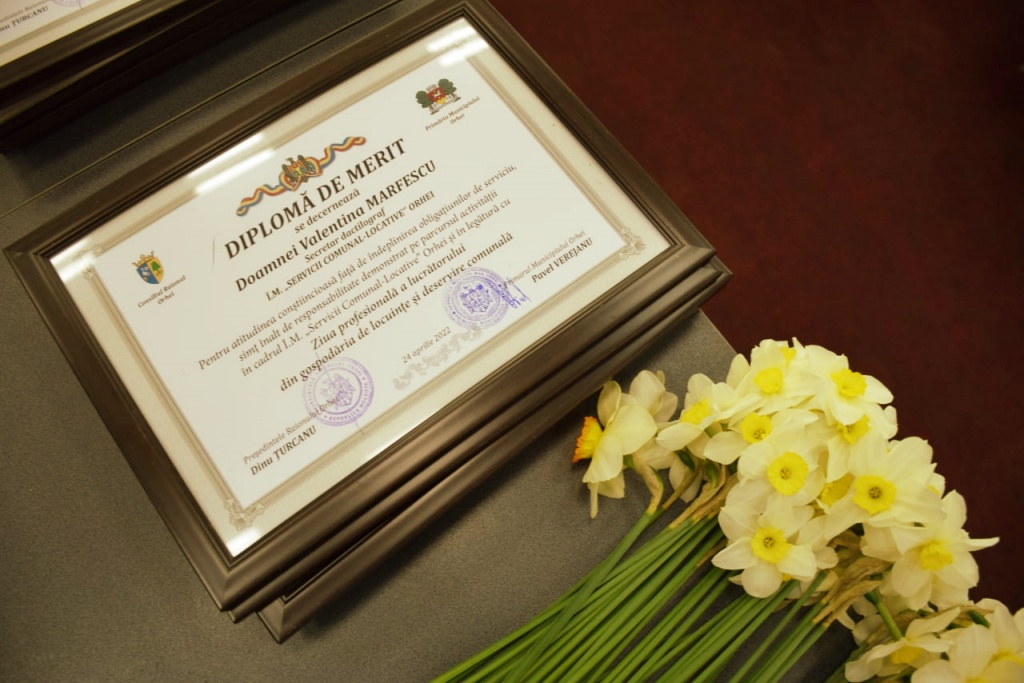 ȚURCANU
Dinu ȚURCANU
Primăria Municipiului
Orhei
Consiliul Raional
Orhei
DIPLOMĂ DE MERIT
se decernează
Doamnei Valentina MARFESCU
Secretar dactilograf
Î.M. „SERVICII COMUNAL-LOCATIVE” ORHEI
Pentru atitudinea conștiincioasă față de îndeplinirea obligațiunilor de serviciu,
simț înalt de responsabilitate demonstrat pe parcursul activității
în cadrul Î.M. „Servicii Comunal-Locative” Orhei și în legătură cu
Ziua profesională a lucrătorului
din gospodăria de locuințe și deservire comunală
24 aprilie 2022
Primarul Municipiului Orhei
Pavel VEREJANU
Președintele Raionului
Dinu ȚURCANU